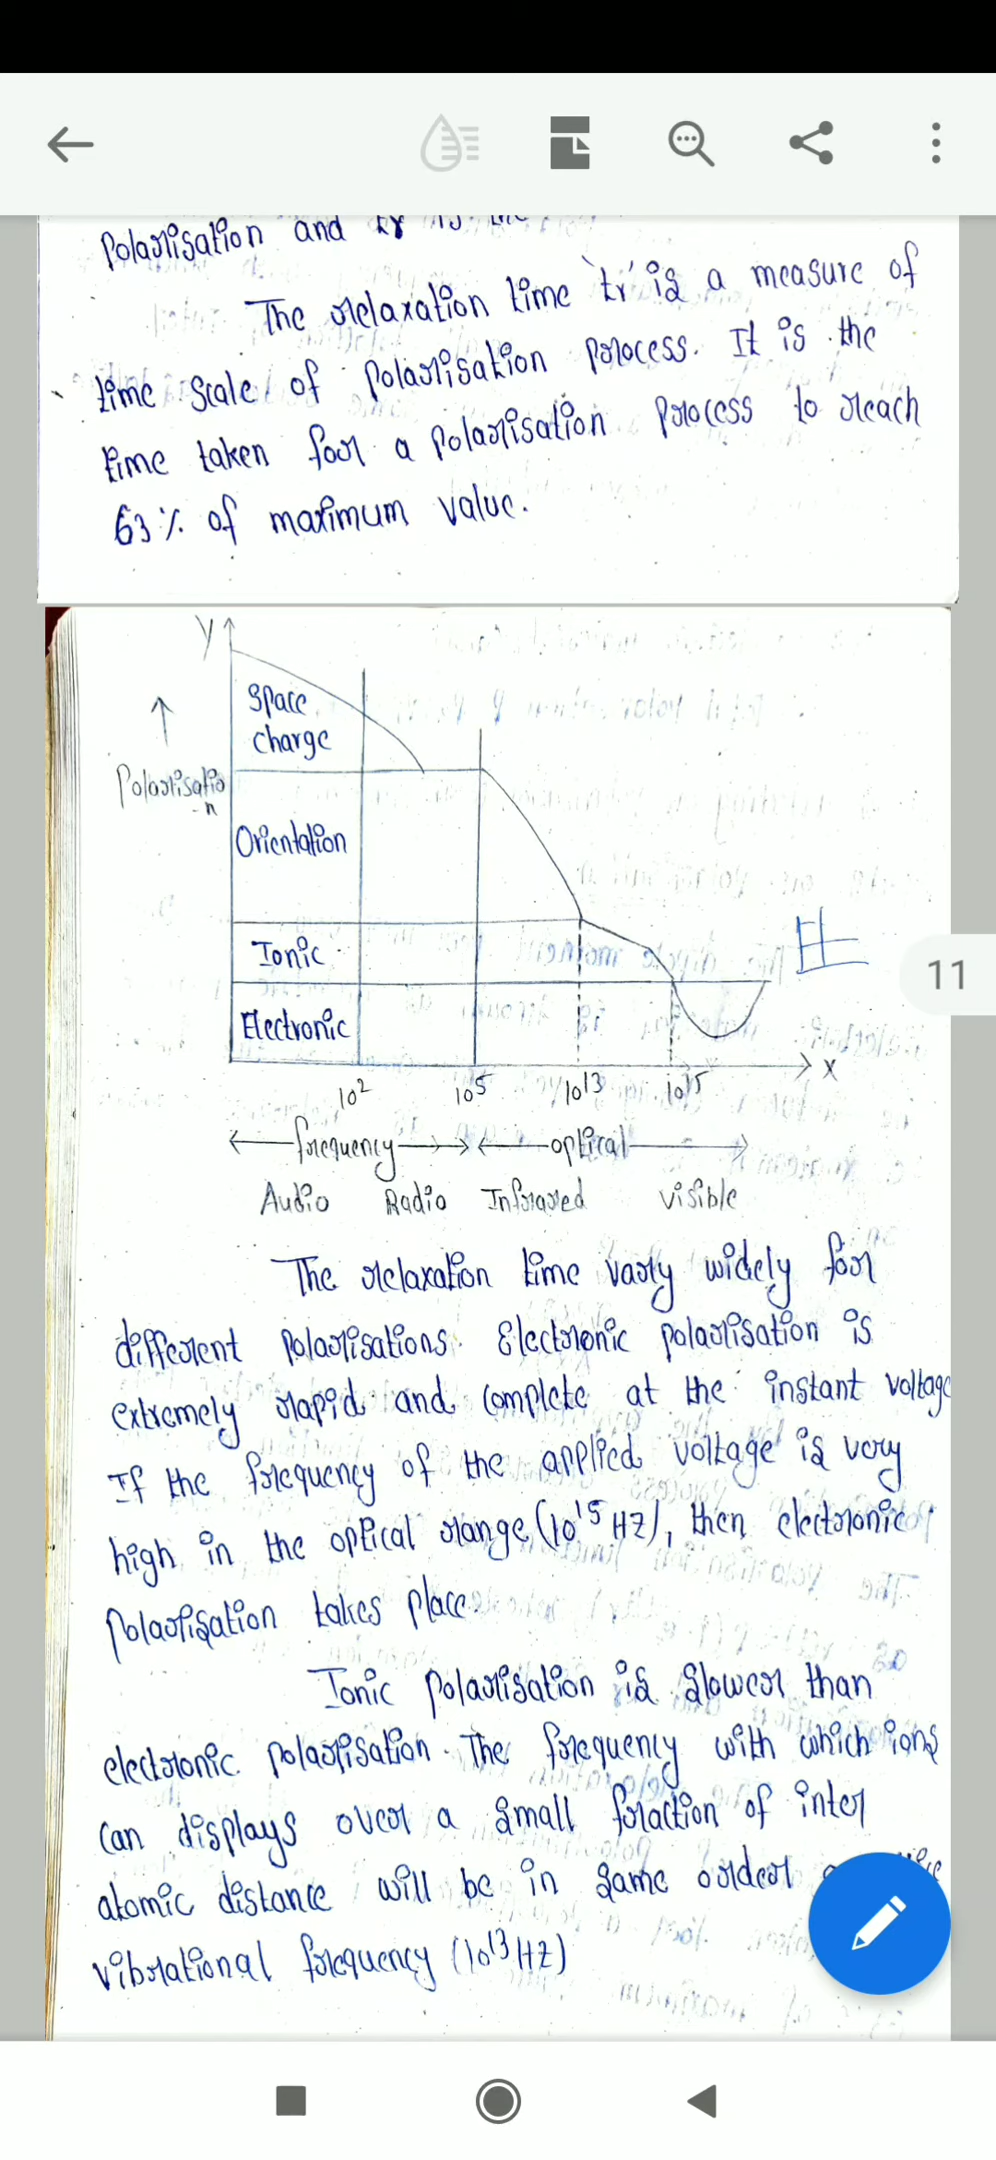 Polarisation and tr is the
The relaxation time `tr' is a measure of
time scale of polarisation process. It is the
time taken for a polarisation process to reach
63% of maximum value.
Y
Space
charge
Polarisatio
-n
Orientation
Ionic
11
Electronic
X
10² 10⁵ 10¹³ 10¹⁵
frequency optical
Audio Radio Infrared visible
The relaxation time vary widely for
different polarisations. Electronic polarisation is
extremely rapid and complete at the instant voltage
If the frequency of the applied voltage is very
high in the optical range (10¹⁵ HZ), then electronic
polarisation takes place.
Ionic polarisation is slower than
electronic polarisation. The frequency with which ions
can displays over a small fraction of inter
atomic distance will be in same order
vibrational frequency (10¹³ HZ)